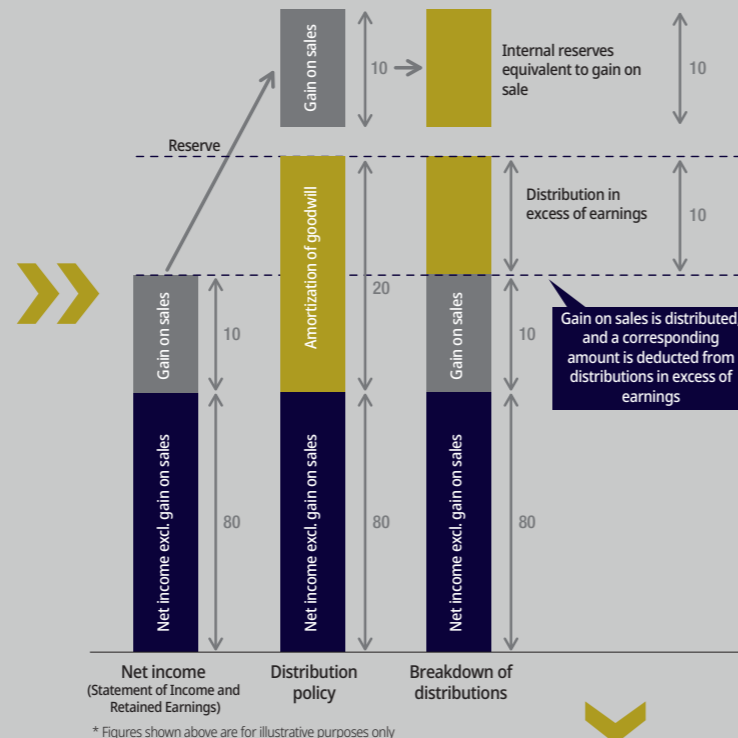 Gain on sales
10
Internal reserves
equivalent to gain on
sale
10
Reserve
Amortization of goodwill
20
Distribution in
excess of earnings
10
Gain on sales
10
Gain on sales
10
Gain on sales is distributed,
and a corresponding
amount is deducted from
distributions in excess of
earnings
Net income excl. gain on sales
80
Net income excl. gain on sales
80
Net income excl. gain on sales
80
Net income
(Statement of Income and
Retained Earnings)
Distribution
policy
Breakdown of
distributions
* Figures shown above are for illustrative purposes only